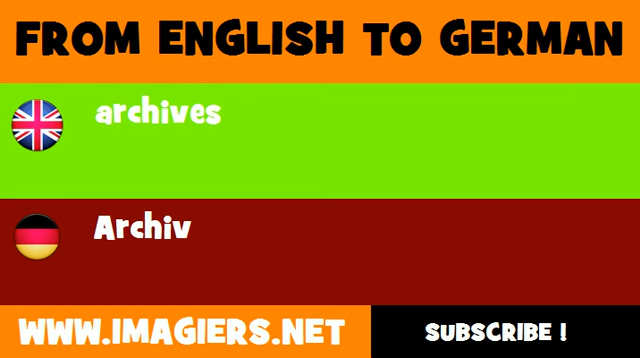 FROM ENGLISH TO GERMAN
archives
Archiv
WWW.IMAGIERS.NET
SUBSCRIBE !